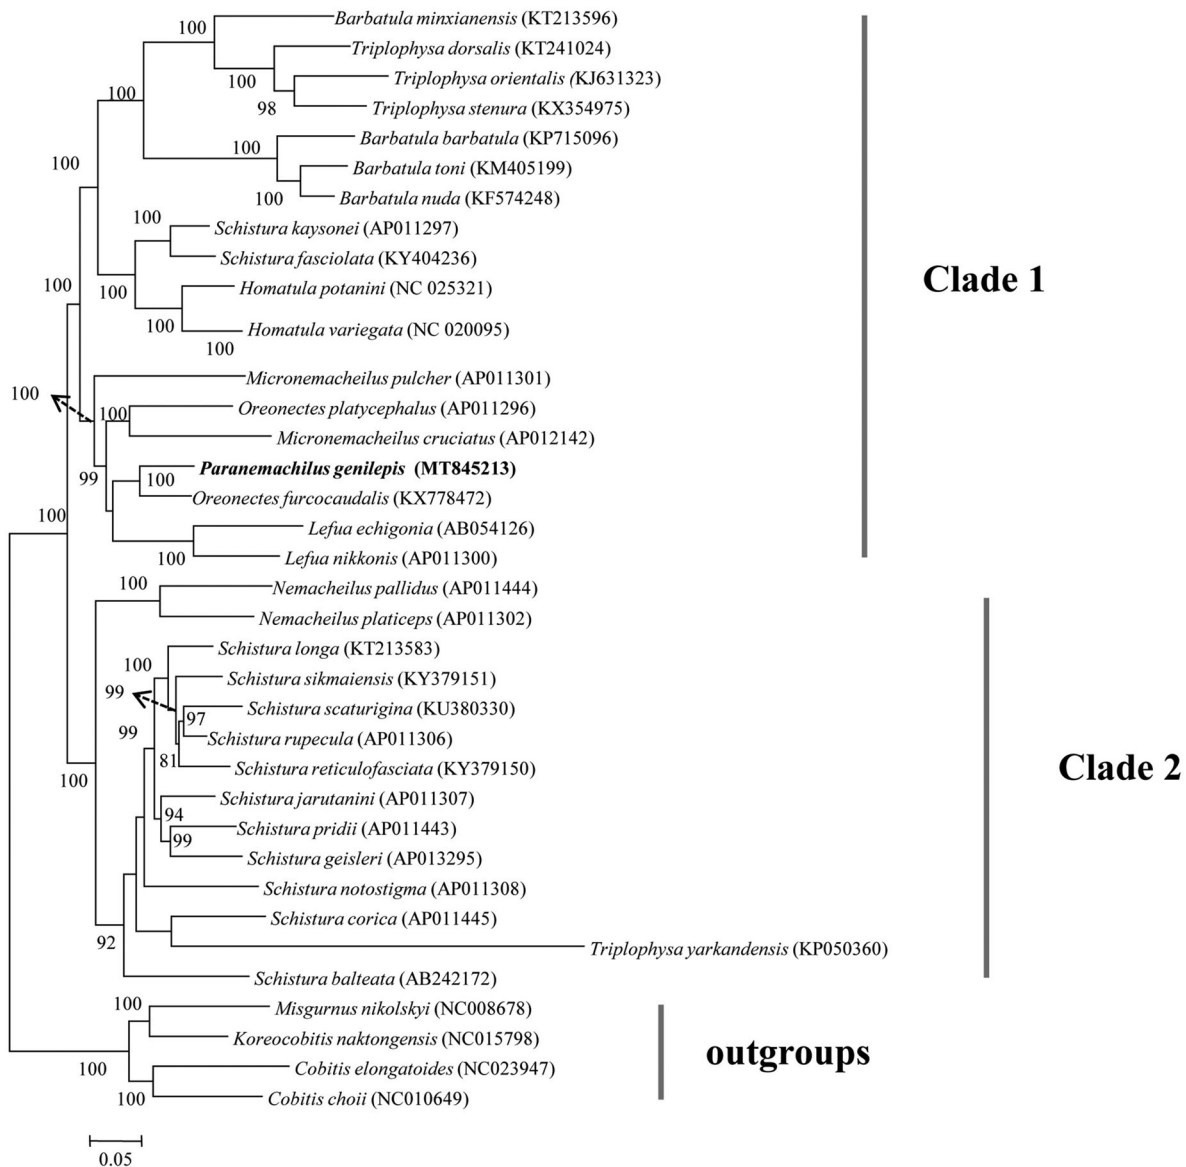 100
Barbatula minxianensis (KT213596)
Triplophysa dorsalis (KT241024)
100
Triplophysa orientalis (KJ631323)
100
98
Triplophysa stenura (KX354975)
Barbatula barbatula (KP715096)
100
100
Barbatula toni (KM405199)
100
Barbatula nuda (KF574248)
100
Schistura kaysonei (AP011297)
Schistura fasciolata (KY404236)
100
100
Homatula potanini (NC 025321)
100
Homatula variegata (NC 020095)
100
Clade 1
Micronemacheilus pulcher (AP011301)
100
100
Oreonectes platycephalus (AP011296)
Micronemacheilus cruciatus (AP012142)
Paranemachilus genilepis (MT845213)
99
100
Oreonectes furcocaudalis (KX778472)
100
Lefua echigonia (AB054126)
100
Lefua nikkonis (AP011300)
100
Nemacheilus pallidus (AP011444)
Nemacheilus platiceps (AP011302)
Schistura longa (KT213583)
100
Schistura sikmaiensis (KY379151)
99
Schistura scaturigina (KU380330)
97
99
Schistura rupecula (AP011306)
81
Schistura reticulofasciata (KY379150)
100
Clade 2
Schistura jarutanini (AP011307)
94
Schistura pridii (AP011443)
99
Schistura geisleri (AP013295)
Schistura notostigma (AP011308)
Schistura corica (AP011445)
92
Triplophysa yarkandensis (KP050360)
Schistura balteata (AB242172)
100
Misgurnus nikolskyi (NC008678)
Koreocobitis naktongensis (NC015798)
outgroups
100
Cobitis elongatoides (NC023947)
100
Cobitis choii (NC010649)
0.05